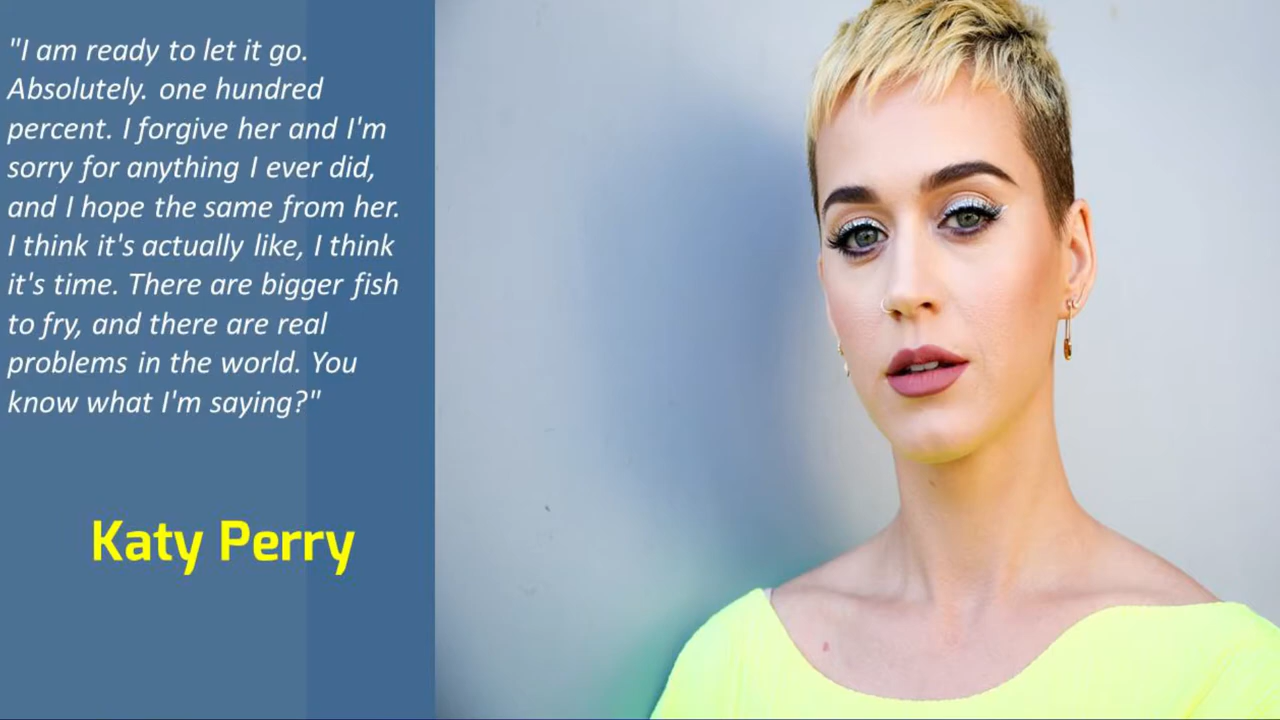 "I am ready to let it go.
Absolutely. one hundred
percent. I forgive her and I'm
sorry for anything I ever did,
and I hope the same from her.
I think it's actually like, I think
it's time. There are bigger fish
to fry, and there are real
problems in the world. You
know what I'm saying?"
Katy Perry